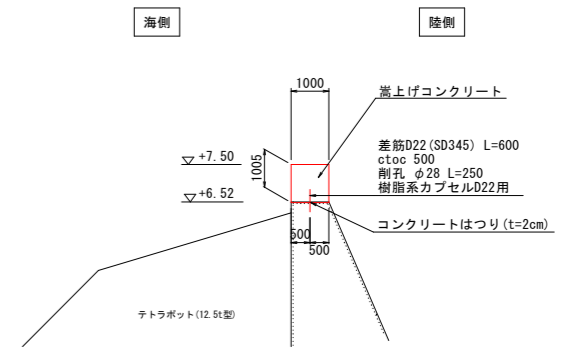 海側
陸側
1000
嵩上げコンクリート
▽ +7.50
1005
差筋D22(SD345) L=600
ctoc 500
削孔 φ28 L=250
樹脂系カプセルD22用
▽ +6.52
コンクリートはつり(t=2cm)
500
500
テトラポット(12.5t型)